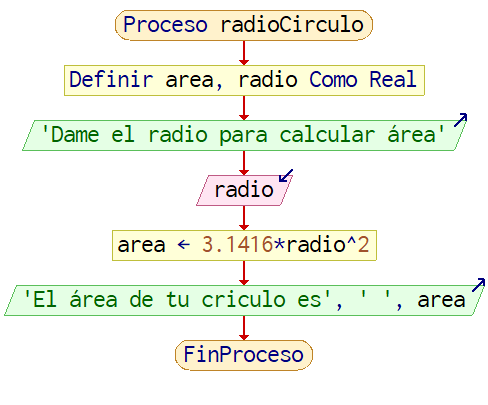 Proceso radioCirculo
Definir area, radio Como Real
'Dame el radio para calcular área'
radio
area ← 3.1416*radio^2
'El área de tu criculo es', ' ', area
FinProceso